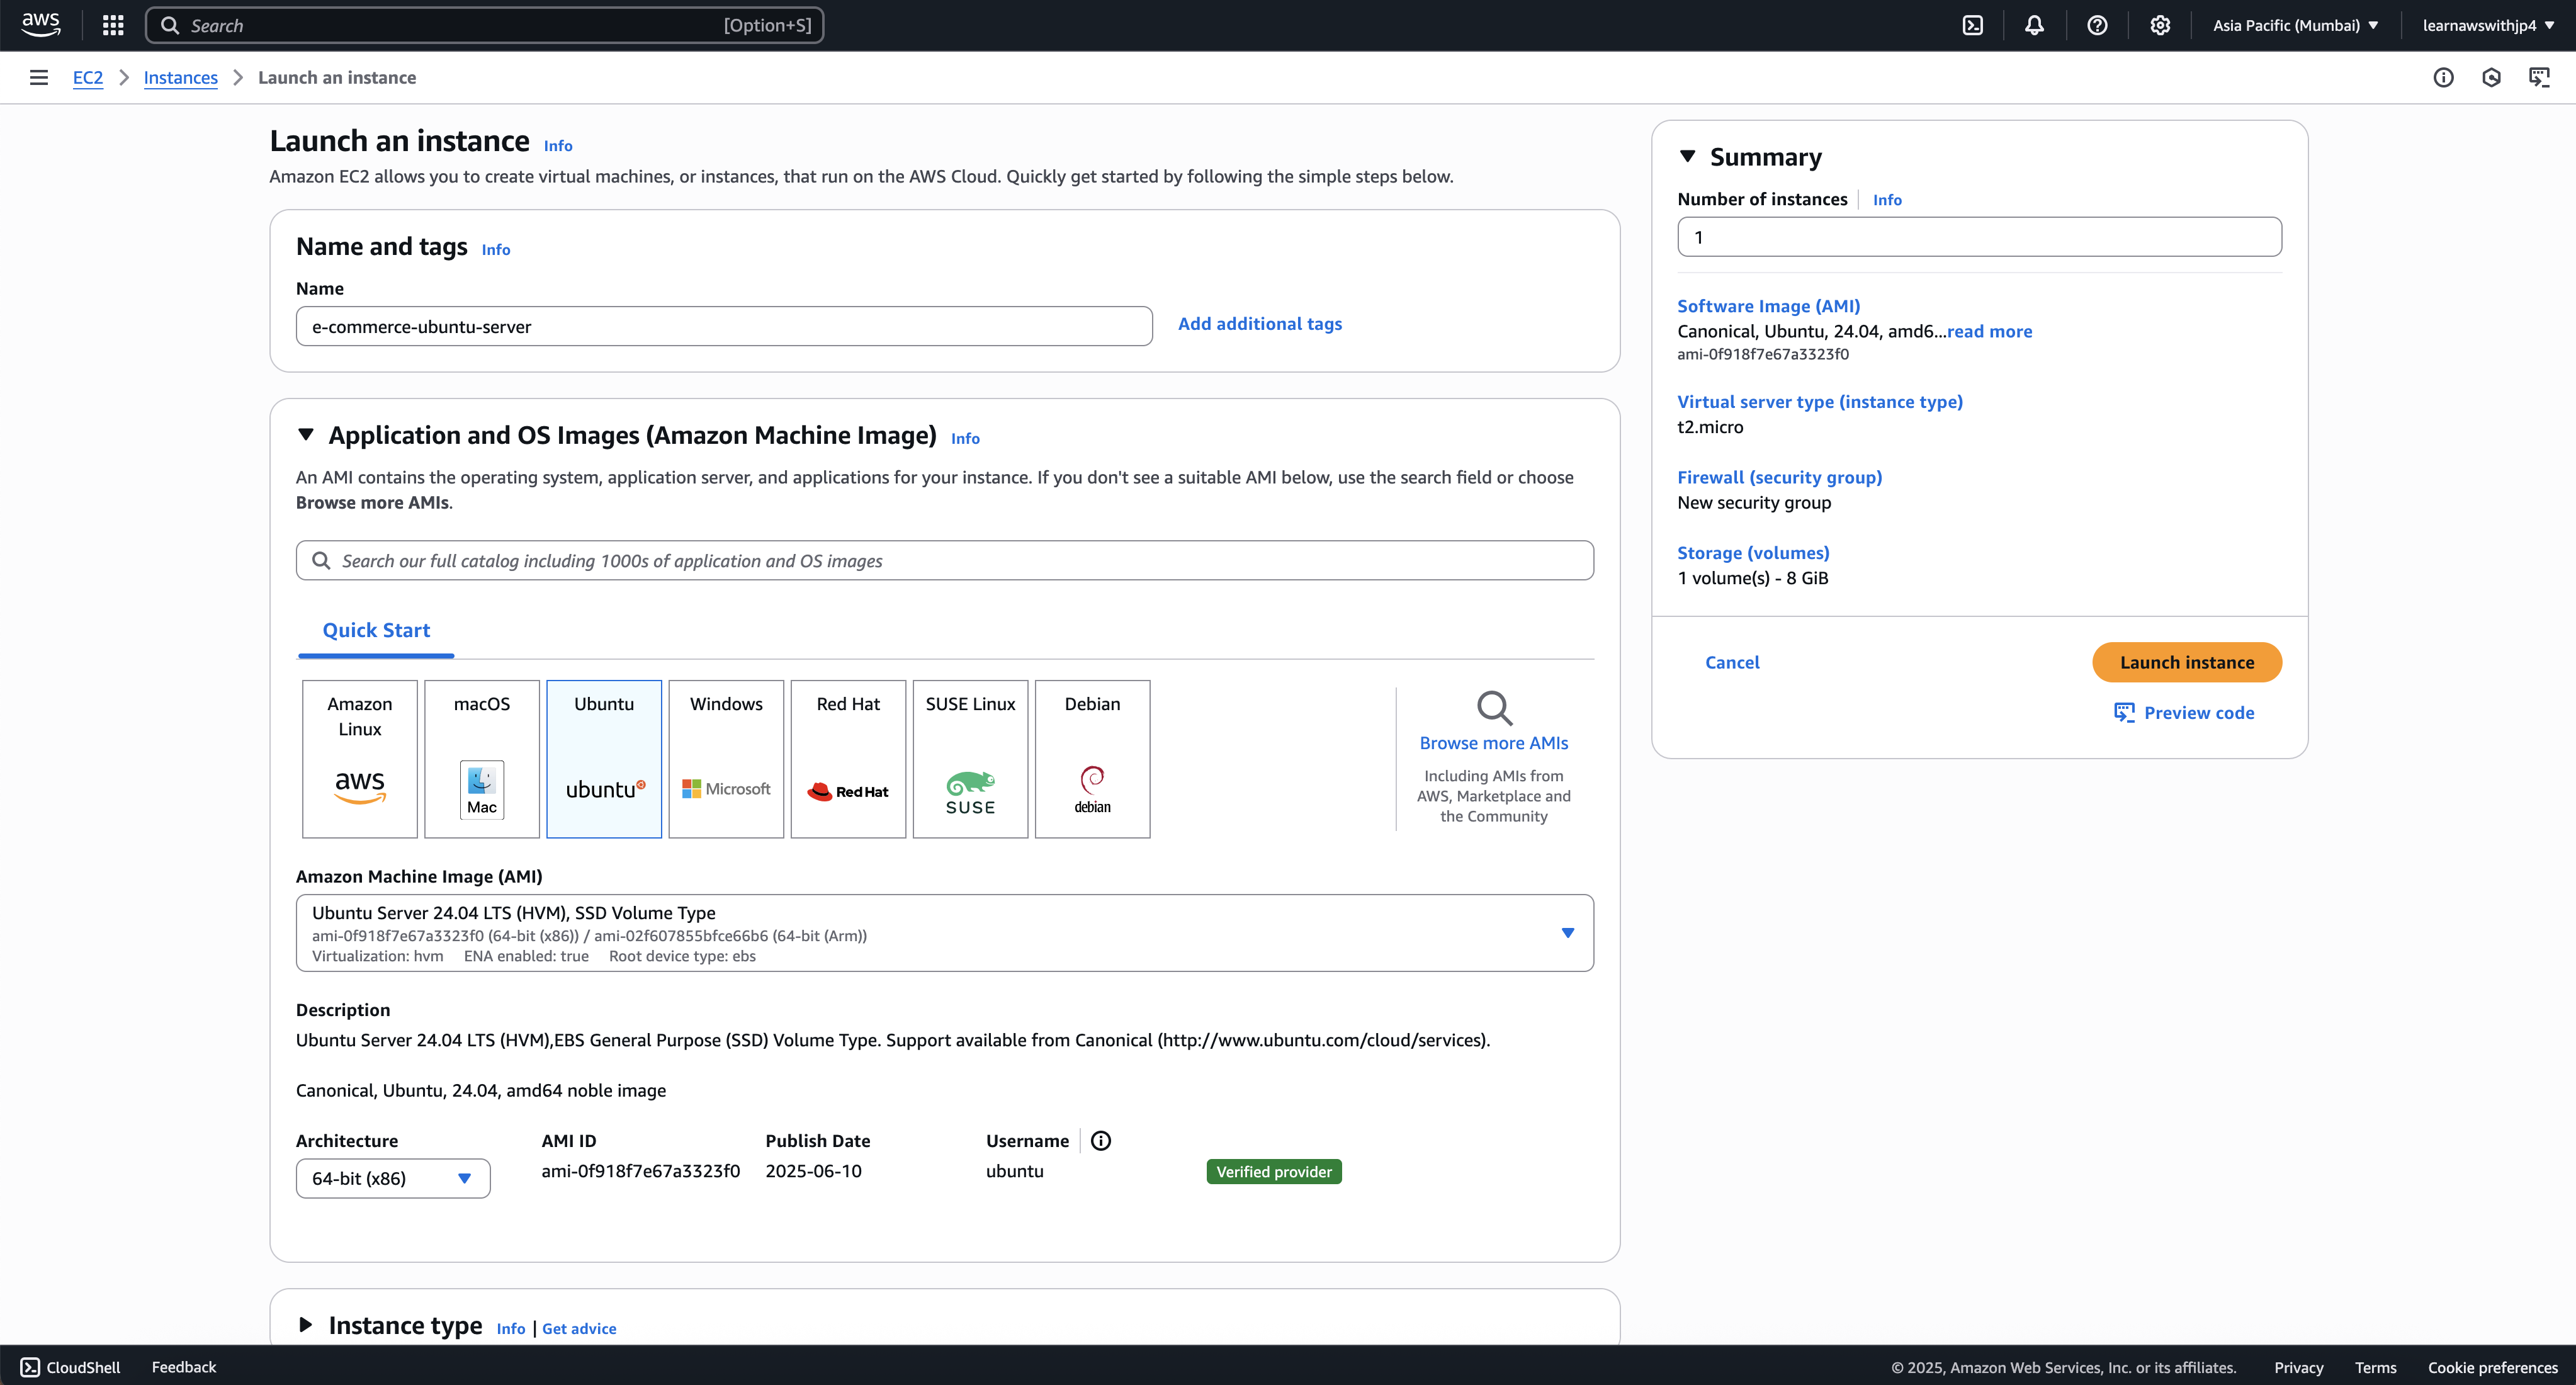 aws
Search [Option+S]
Asia Pacific (Mumbai)
learnawswithjp4
EC2
Instances
Launch an instance
Launch an instance Info
Amazon EC2 allows you to create virtual machines, or instances, that run on the AWS Cloud. Quickly get started by following the simple steps below.
Name and tags Info
Name
e-commerce-ubuntu-server
Add additional tags
Application and OS Images (Amazon Machine Image) Info
An AMI contains the operating system, application server, and applications for your instance. If you don't see a suitable AMI below, use the search field or choose
Browse more AMIs.
Search our full catalog including 1000s of application and OS images
Quick Start
Amazon
Linux
aws
macOS
Mac
Ubuntu
ubuntu
Windows
Microsoft
Red Hat
Red Hat
SUSE Linux
SUSE
Debian
debian
Browse more AMIs
Including AMIs from
AWS, Marketplace and
the Community
Amazon Machine Image (AMI)
Ubuntu Server 24.04 LTS (HVM), SSD Volume Type
ami-0f918f7e67a3323f0 (64-bit (x86)) / ami-02f607855bfce66b6 (64-bit (Arm))
Virtualization: hvm ENA enabled: true Root device type: ebs
Description
Ubuntu Server 24.04 LTS (HVM),EBS General Purpose (SSD) Volume Type. Support available from Canonical (http://www.ubuntu.com/cloud/services).
Canonical, Ubuntu, 24.04, amd64 noble image
Architecture
64-bit (x86)
AMI ID
ami-0f918f7e67a3323f0
Publish Date
2025-06-10
Username
ubuntu
Verified provider
Instance type Info | Get advice
Summary
Number of instances Info
1
Software Image (AMI)
Canonical, Ubuntu, 24.04, amd6...read more
ami-0f918f7e67a3323f0
Virtual server type (instance type)
t2.micro
Firewall (security group)
New security group
Storage (volumes)
1 volume(s) - 8 GiB
Cancel
Launch instance
Preview code
CloudShell
Feedback
© 2025, Amazon Web Services, Inc. or its affiliates.
Privacy
Terms
Cookie preferences